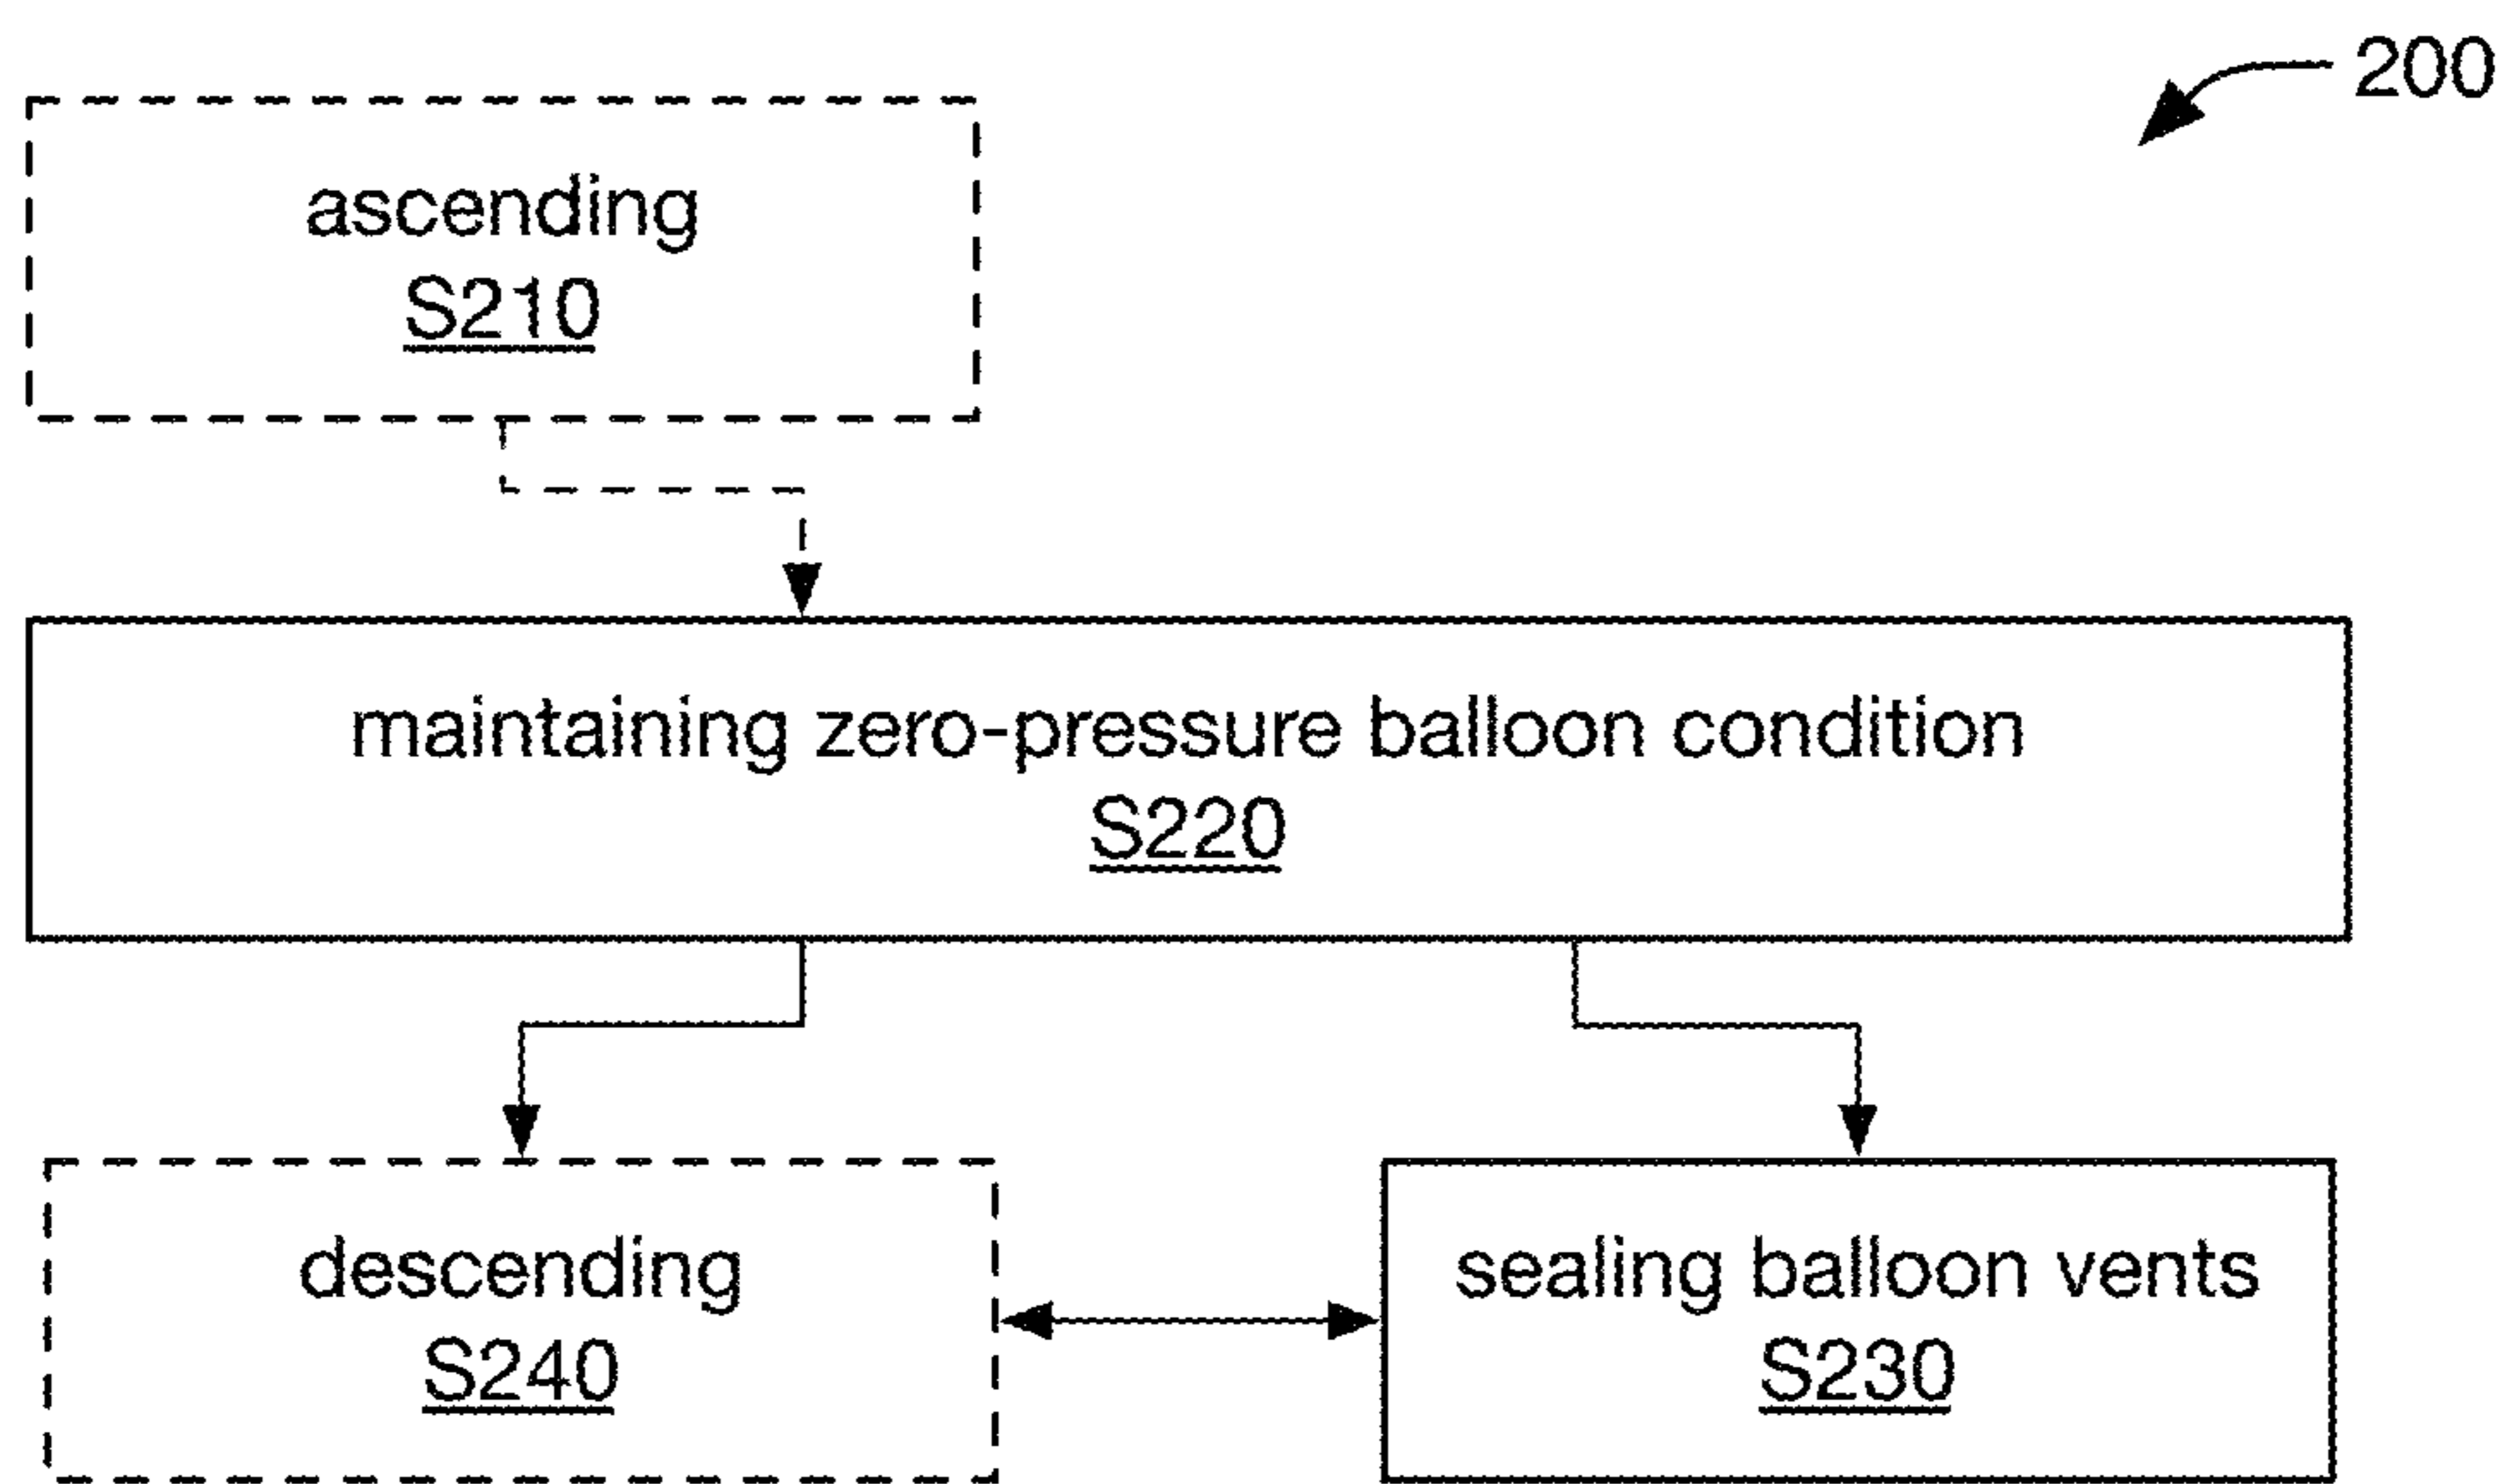 200
ascending
S210
maintaining zero-pressure balloon condition
S220
descending
S240
sealing balloon vents
S230